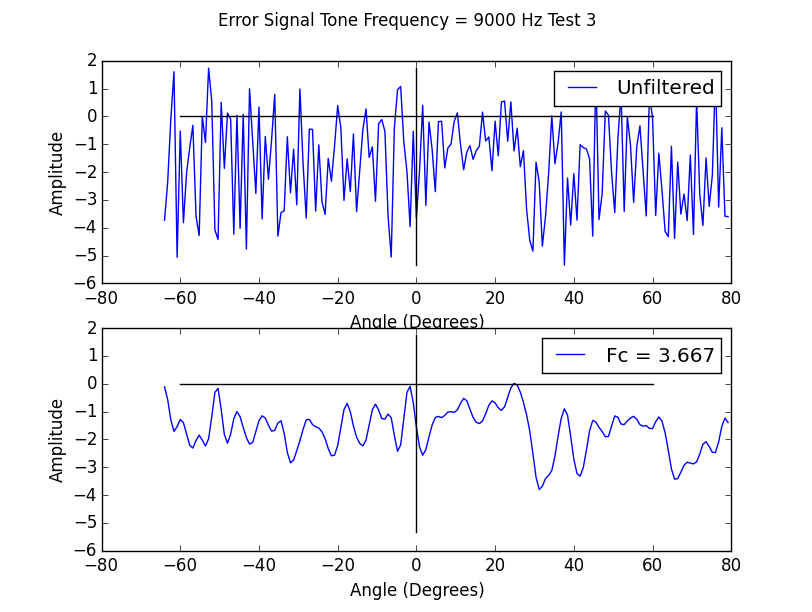 Error Signal Tone Frequency = 9000 Hz Test 3
2
1
0
−1
−2
−3
−4
−5
−6
Amplitude
Unfiltered
−80 −60 −40 −20 0 20 40 60 80
Angle (Degrees)
2
1
0
−1
−2
−3
−4
−5
−6
Amplitude
Fc = 3.667
−80 −60 −40 −20 0 20 40 60 80
Angle (Degrees)